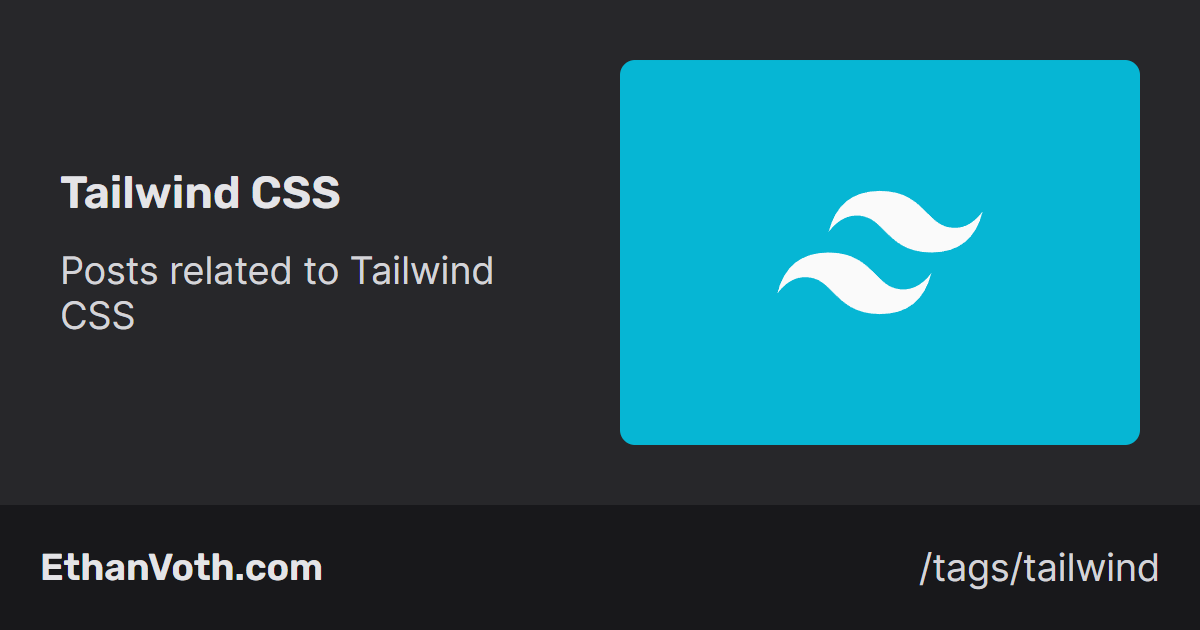 Tailwind CSS
Posts related to Tailwind
CSS
EthanVoth.com
/tags/tailwind